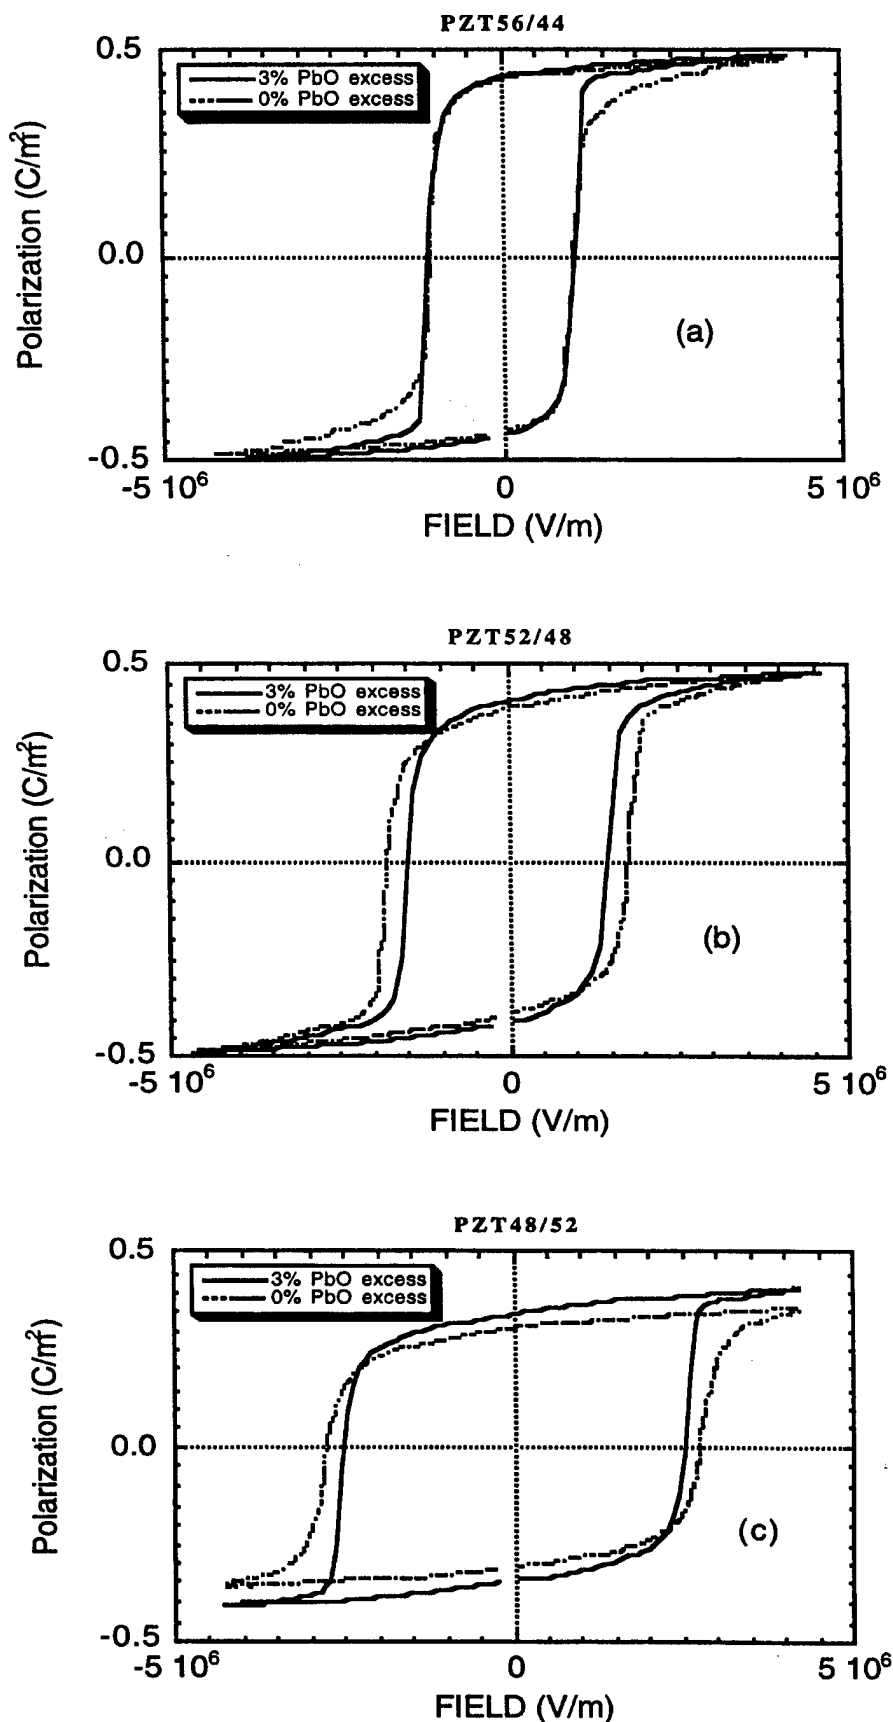 PZT56/44
0.5
3% PbO excess
0% PbO excess
Polarization (C/m²)
0.0
(a)
-0.5
-5 10⁶
0
5 10⁶
FIELD (V/m)
PZT52/48
0.5
3% PbO excess
0% PbO excess
Polarization (C/m²)
0.0
(b)
-0.5
-5 10⁶
0
5 10⁶
FIELD (V/m)
PZT48/52
0.5
3% PbO excess
0% PbO excess
Polarization (C/m²)
0.0
(c)
-0.5
-5 10⁶
0
5 10⁶
FIELD (V/m)